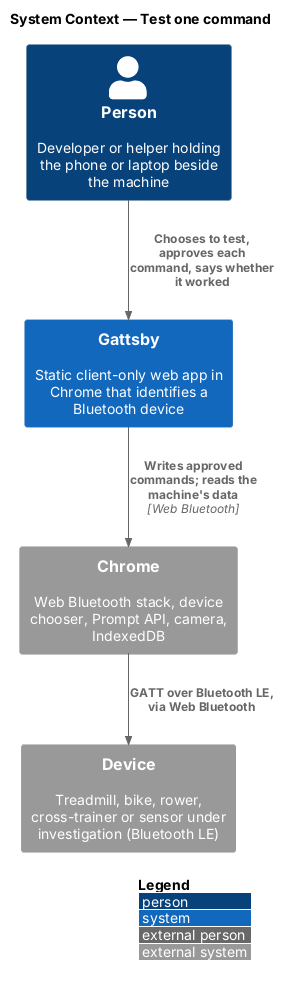 System Context — Test one command
Person
Developer or helper holding
the phone or laptop beside
the machine
Chooses to test,
approves each
command, says whether
it worked
Gattsby
Static client-only web app in
Chrome that identifies a
Bluetooth device
Writes approved
commands; reads the
machine's data
[Web Bluetooth]
Chrome
Web Bluetooth stack, device
chooser, Prompt API, camera,
IndexedDB
GATT over Bluetooth LE,
via Web Bluetooth
Device
Treadmill, bike, rower,
cross-trainer or sensor under
investigation (Bluetooth LE)
Legend
person
system
external person
external system